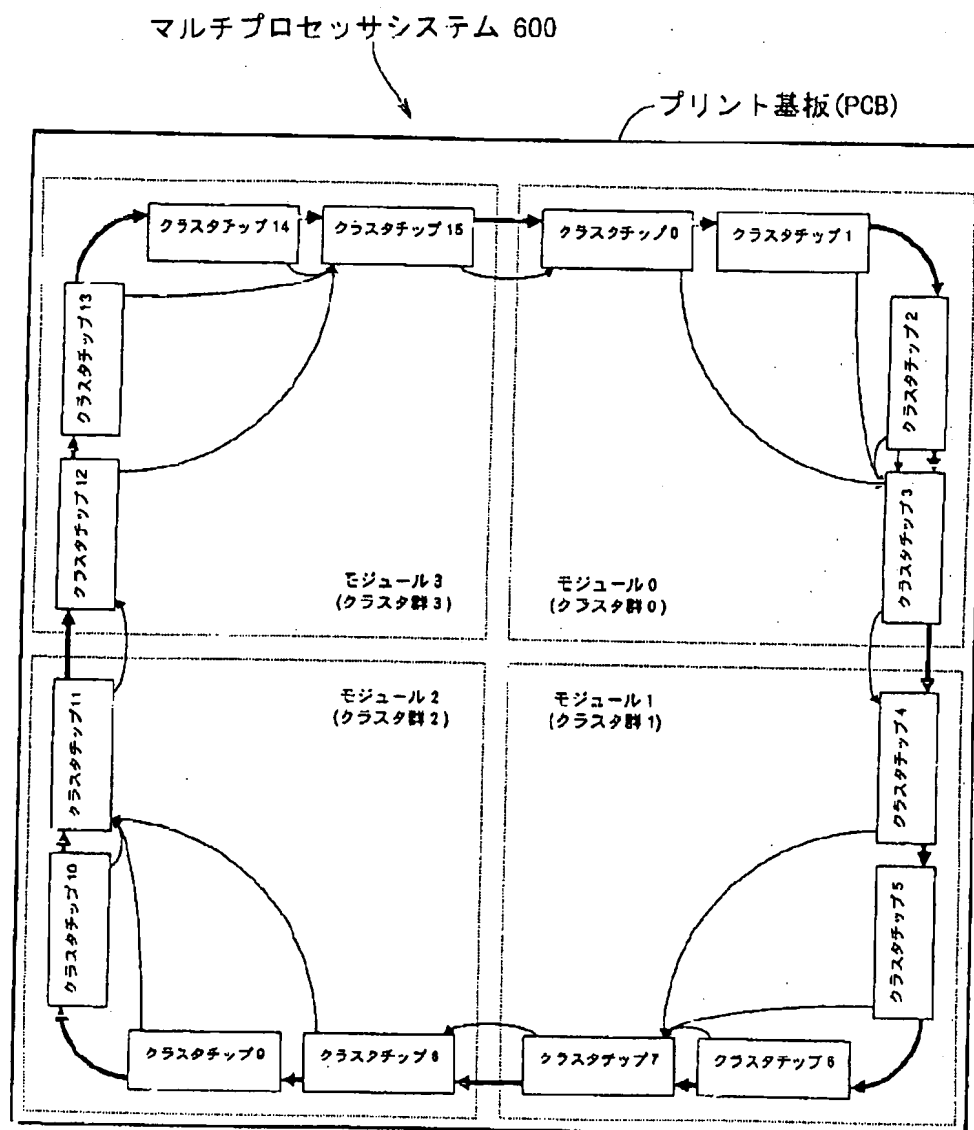 マルチプロセッサシステム 600
プリント基板(PCB)
クラスタチップ 14
クラスタチップ 15
クラスタチップ 0
クラスタチップ 1
クラスタチップ 13
クラスタチップ 2
クラスタチップ 12
クラスタチップ 3
モジュール 3
(クラスタ群 3)
モジュール 0
(クラスタ群 0)
モジュール 2
(クラスタ群 2)
モジュール 1
(クラスタ群 1)
クラスタチップ 11
クラスタチップ 4
クラスタチップ 10
クラスタチップ 5
クラスタチップ 9
クラスタチップ 8
クラスタチップ 7
クラスタチップ 6